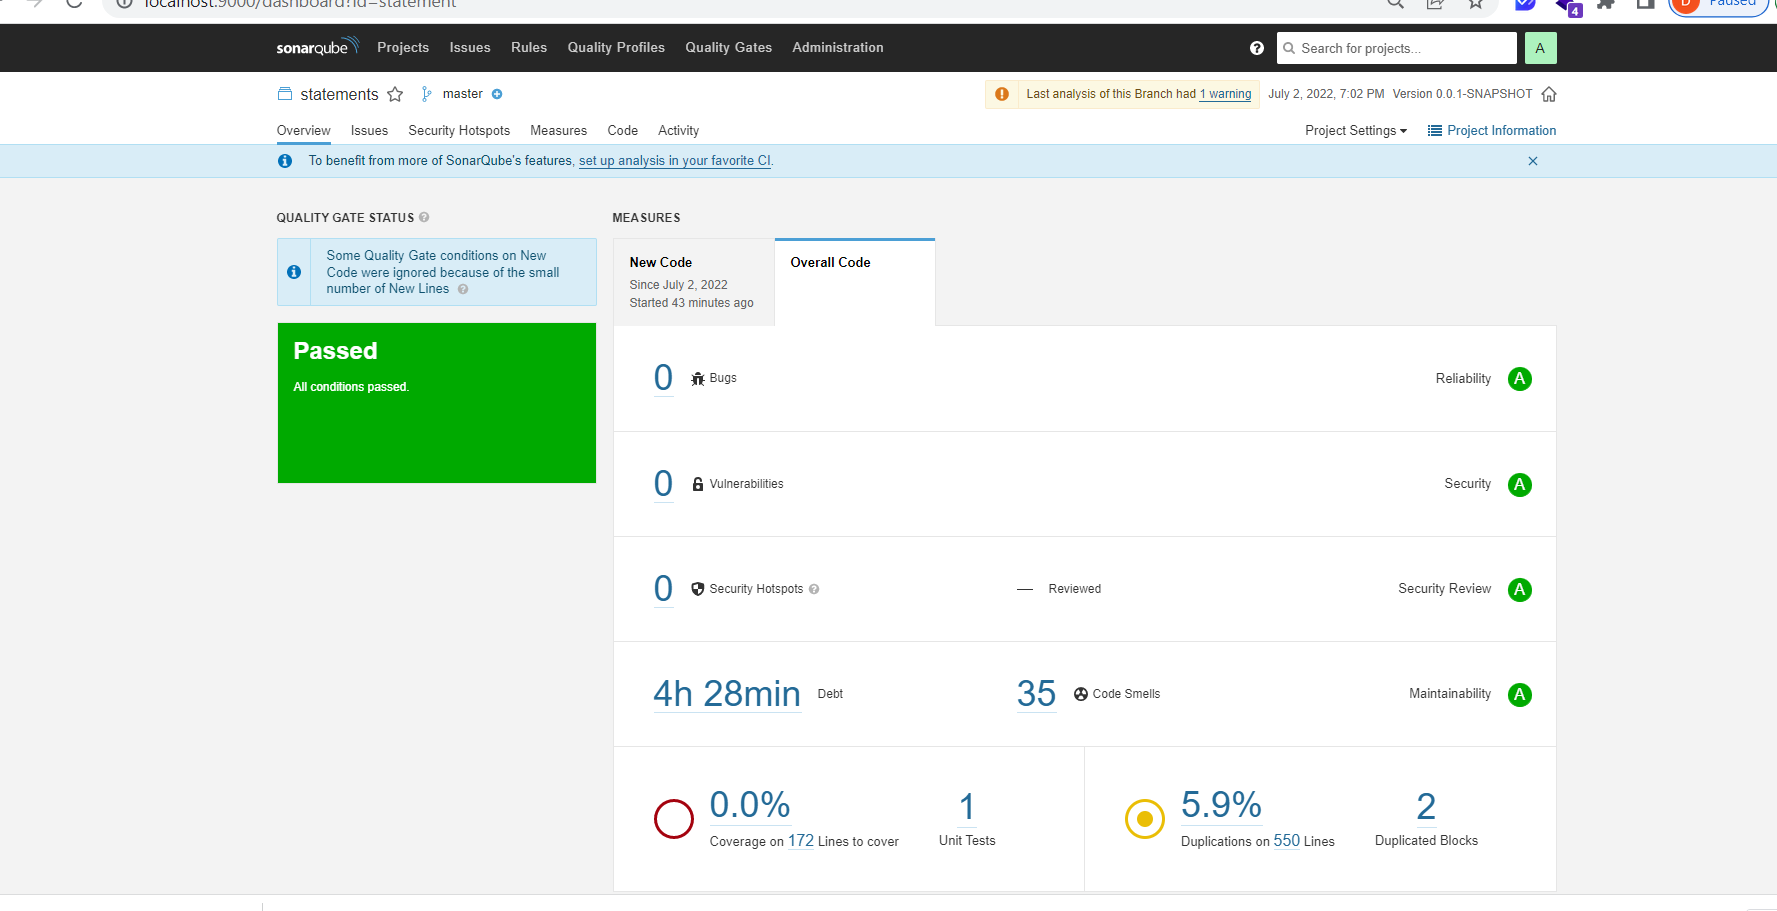 localhost:9000/dashboard?id=statement
4
D
Paused
sonarqube
Projects
Issues
Rules
Quality Profiles
Quality Gates
Administration
Search for projects...
A
statements
master
Last analysis of this Branch had 1 warning
July 2, 2022, 7:02 PM
Version 0.0.1-SNAPSHOT
Overview
Issues
Security Hotspots
Measures
Code
Activity
Project Settings
Project Information
To benefit from more of SonarQube's features, set up analysis in your favorite CI.
QUALITY GATE STATUS
Some Quality Gate conditions on New
Code were ignored because of the small
number of New Lines
Passed
All conditions passed.
MEASURES
New Code
Since July 2, 2022
Started 43 minutes ago
Overall Code
0 Bugs
Reliability A
0 Vulnerabilities
Security A
0 Security Hotspots
— Reviewed
Security Review A
4h 28min Debt
35 Code Smells
Maintainability A
0.0%
Coverage on 172 Lines to cover
1
Unit Tests
5.9%
Duplications on 550 Lines
2
Duplicated Blocks